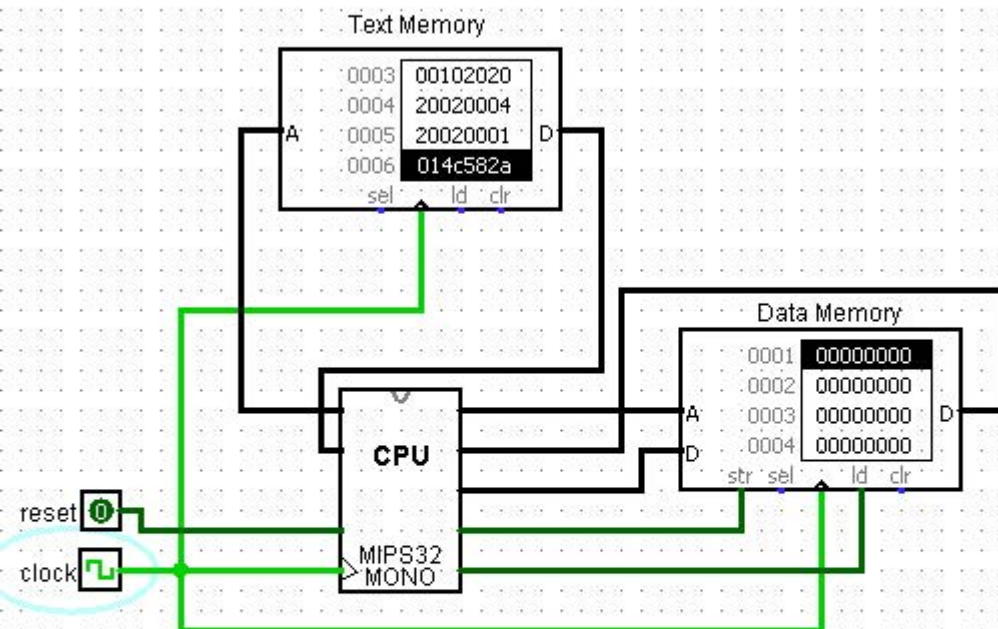 Text Memory
0003 00102020
0004 20020004
A 0005 20020001 D
0006 014c582a
sel ld clr
Data Memory
0001 00000000
0002 00000000
A 0003 00000000 D
D 0004 00000000
str sel ld clr
CPU
MIPS32
MONO
reset 0
clock